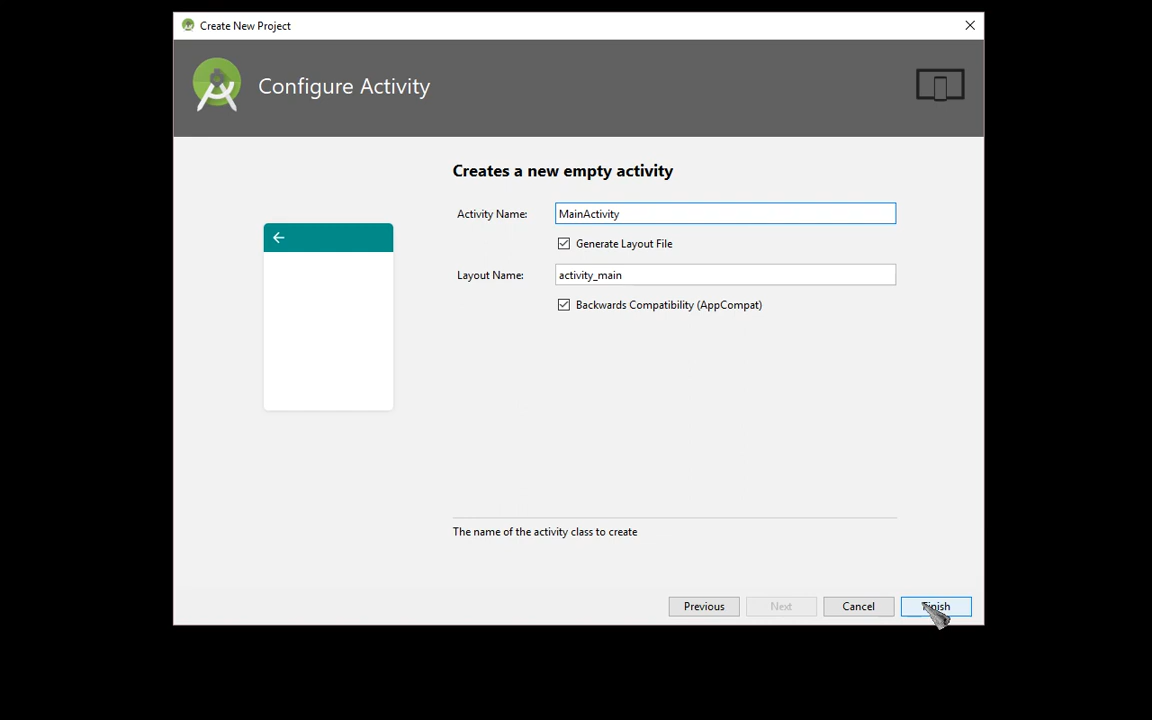 Create New Project
Configure Activity
Creates a new empty activity
Activity Name: MainActivity
Generate Layout File
Layout Name: activity_main
Backwards Compatibility (AppCompat)
The name of the activity class to create
Previous Next Cancel Finish